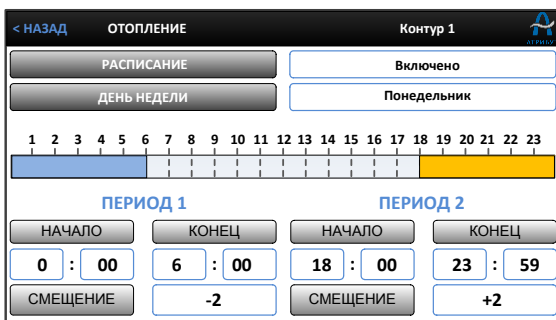 < НАЗАД ОТОПЛЕНИЕ Контур 1
АТРИБУТ
РАСПИСАНИЕ Включено
ДЕНЬ НЕДЕЛИ Понедельник
1 2 3 4 5 6 7 8 9 10 11 12 13 14 15 16 17 18 19 20 21 22 23
ПЕРИОД 1 ПЕРИОД 2
НАЧАЛО КОНЕЦ НАЧАЛО КОНЕЦ
0 : 00 6 : 00 18 : 00 23 : 59
СМЕЩЕНИЕ -2 СМЕЩЕНИЕ +2